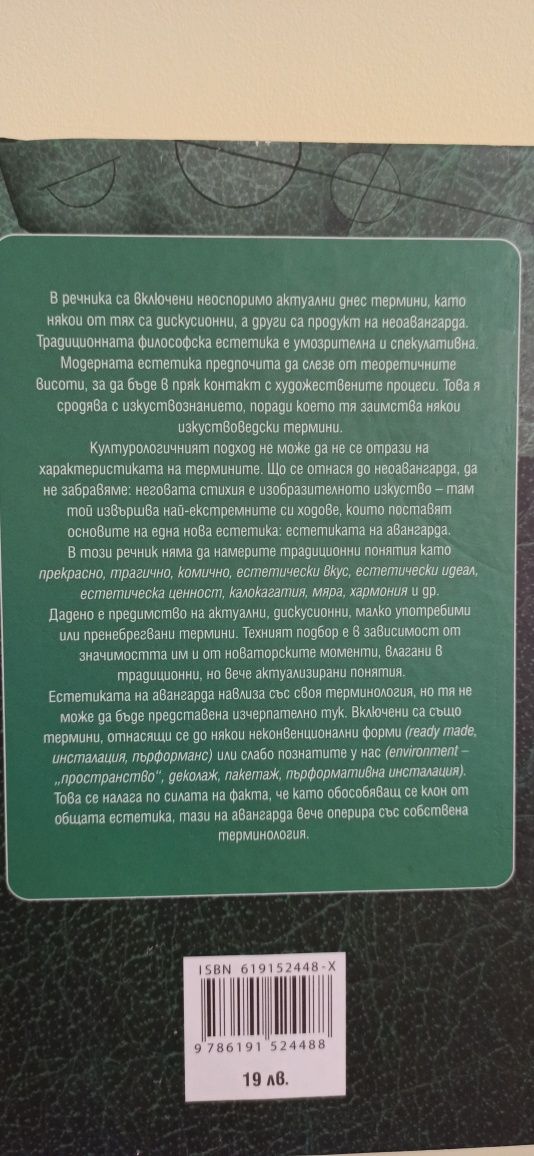 В речника са включени неоспоримо актуални днес термини, като
някои от тях са дискусионни, а други са продукт на неоавангарда.
Традиционната философска естетика е умозрителна и спекулативна.
Модерната естетика предпочита да слезе от теоретичните
висоти, за да бъде в пряк контакт с художествените процеси. Това я
сродява с изкуствознанието, поради което тя заимства някои
изкуствоведски термини.
Културологичният подход не може да не се отрази на
характеристиката на термините. Що се отнася до неоавангарда, да
не забравяме: неговата стихия е изобразителното изкуство – там
той извършва най-екстремните си ходове, които поставят
основите на една нова естетика: естетиката на авангарда.
В този речник няма да намерите традиционни понятия като
прекрасно, трагично, комично, естетически вкус, естетически идеал,
естетическа ценност, калокагатия, мяра, хармония и др.
Дадено е предимство на актуални, дискусионни, малко употребими
или пренебрегвани термини. Техният подбор е в зависимост от
значимостта им и от новаторските моменти, влагани в
традиционни, но вече актуализирани понятия.
Естетиката на авангарда навлиза със своя терминология, но тя не
може да бъде представена изчерпателно тук. Включени са също
термини, отнасящи се до някои неконвенционални форми (ready made,
инсталация, пърформанс) или слабо познатите у нас (environment –
„пространство“, деколаж, пакетаж, пърформативна инсталация).
Това се налага по силата на факта, че като обособяващ се клон от
общата естетика, тази на авангарда вече оперира със собствена
терминология.
ISBN 619152448-X
9 786191 524488
19 лв.